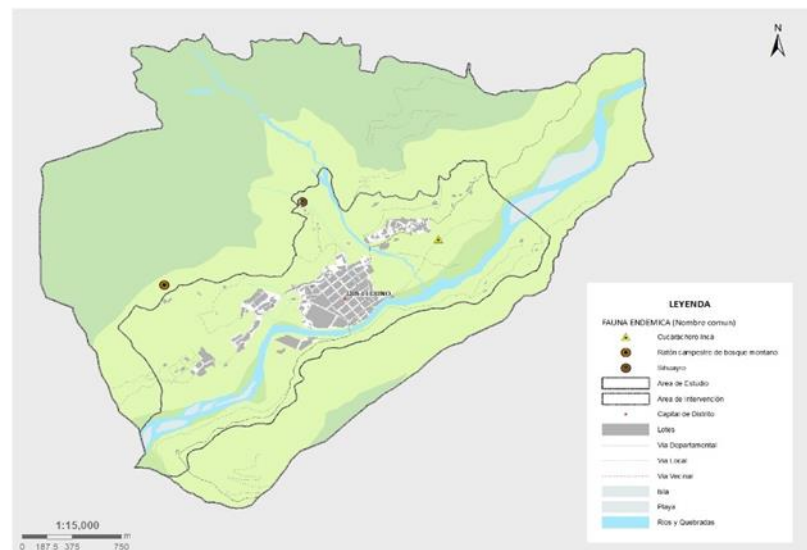 N
LEYENDA
FAUNA ENDEMICA (Nombre comun)
Cucarachero Inca
Ratón campestre de bosque montano
Sihuayro
Area de Estudio
Area de Intervención
Capital de Distrito
Lotes
Via Departamental
Via Local
Via Vecinal
Isla
Playa
Rios y Quebradas
1:15,000
m
0 187.5 375 750